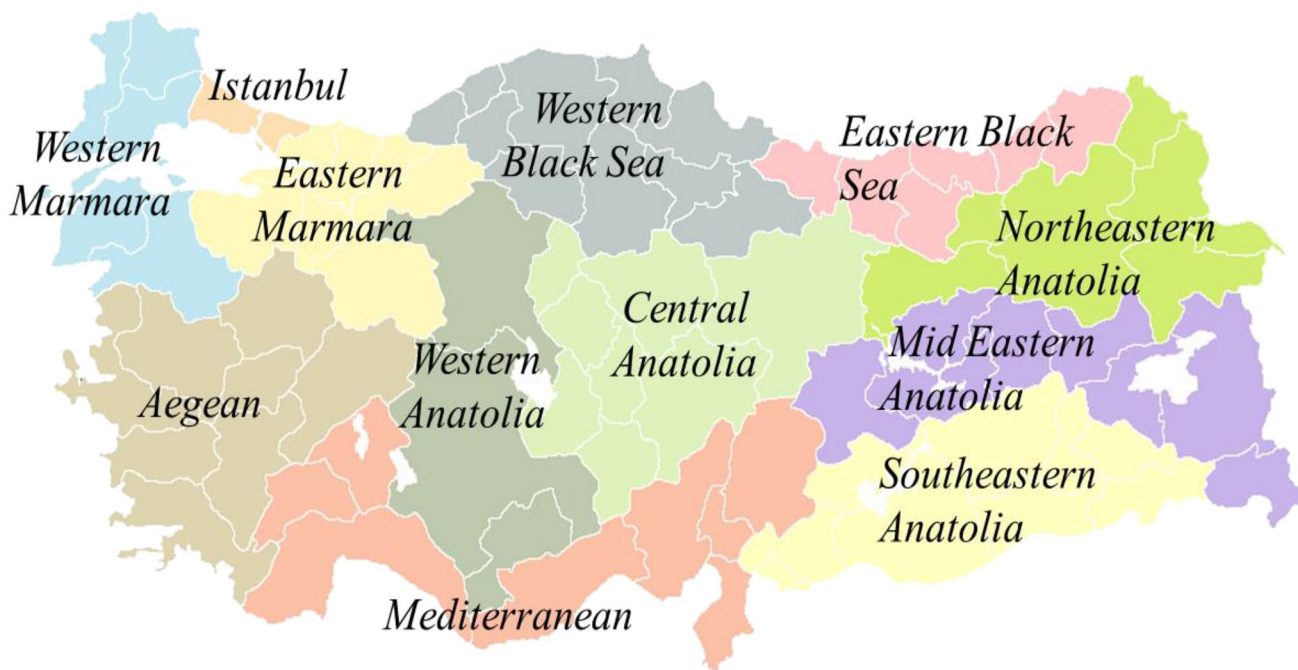 Istanbul
Western
Marmara
Eastern
Marmara
Western
Black Sea
Eastern Black
Sea
Northeastern
Anatolia
Central
Anatolia
Mid Eastern
Anatolia
Western
Anatolia
Aegean
Southeastern
Anatolia
Mediterranean